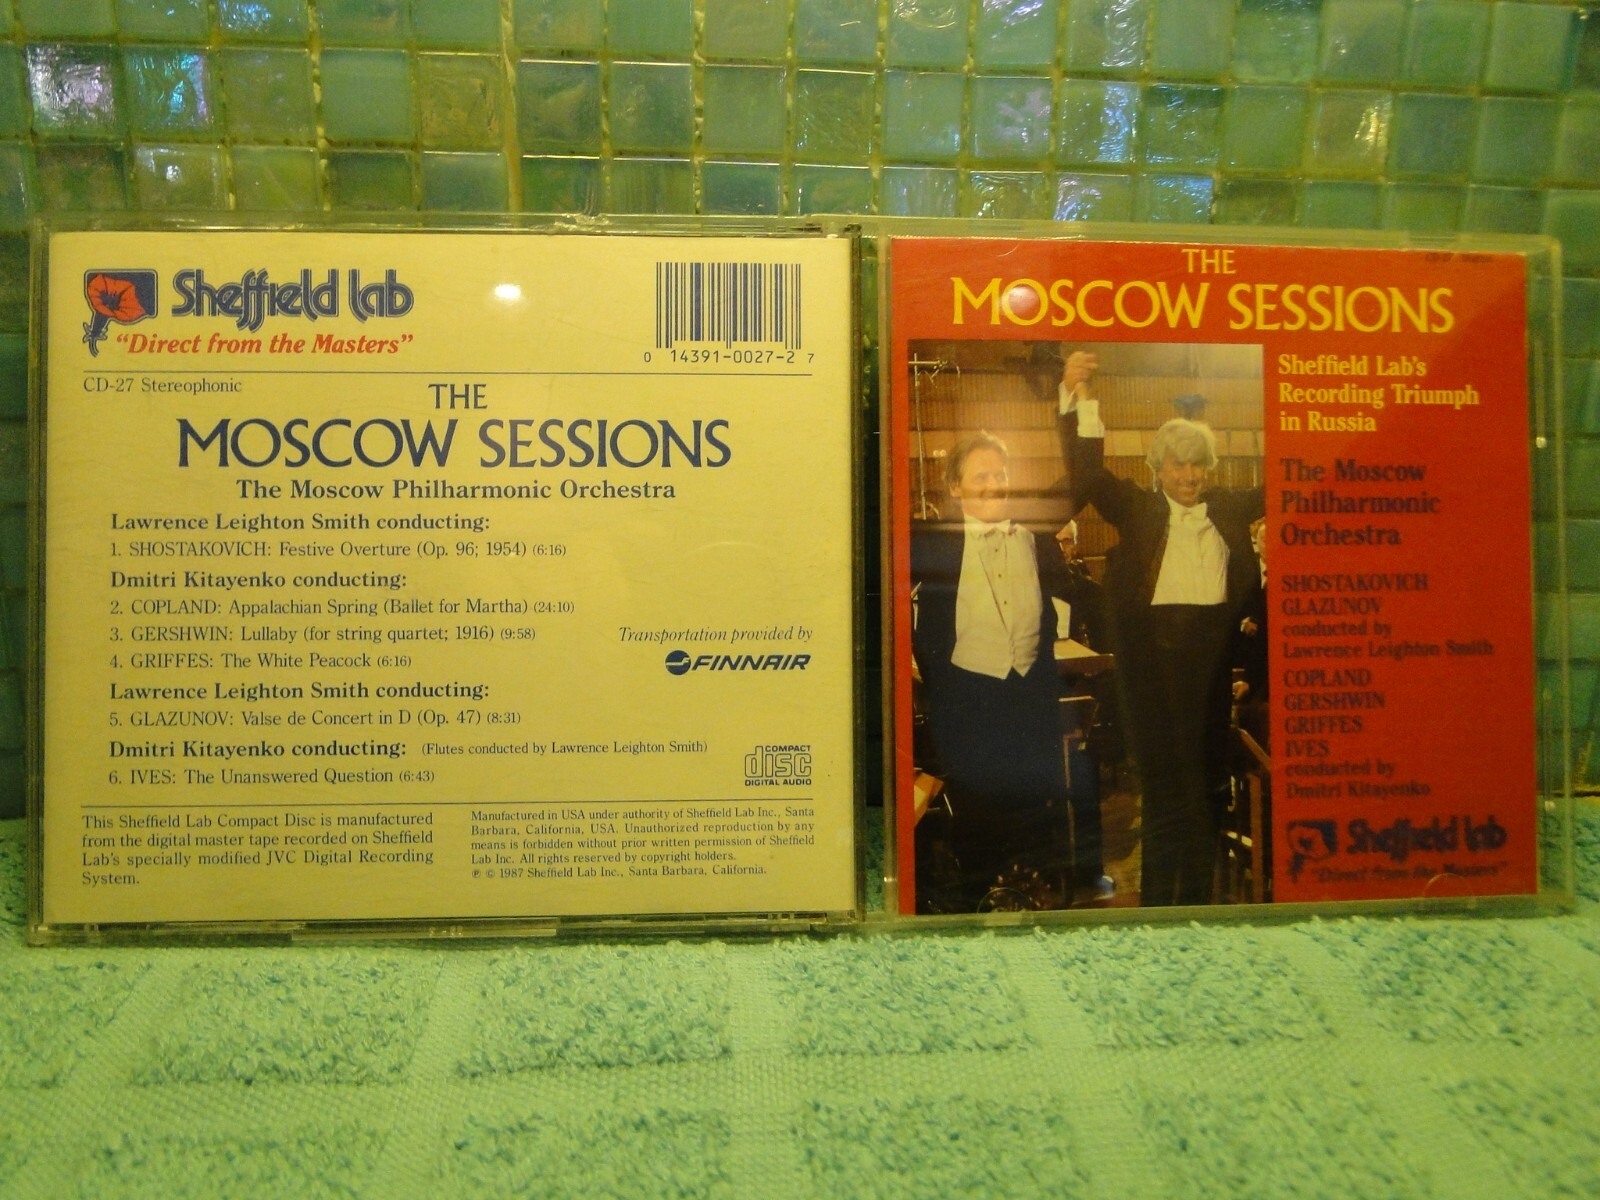 Sheffield Lab
"Direct from the Masters"
0 14391-0027-2 7
CD-27 Stereophonic
THE
MOSCOW SESSIONS
The Moscow Philharmonic Orchestra
Lawrence Leighton Smith conducting:
1. SHOSTAKOVICH: Festive Overture (Op. 96; 1954) (6:16)
Dmitri Kitayenko conducting:
2. COPLAND: Appalachian Spring (Ballet for Martha) (24:10)
3. GERSHWIN: Lullaby (for string quartet; 1916) (9:58)
4. GRIFFES: The White Peacock (6:16)
Transportation provided by
FINNAIR
Lawrence Leighton Smith conducting:
5. GLAZUNOV: Valse de Concert in D (Op. 47) (8:31)
Dmitri Kitayenko conducting: (Flutes conducted by Lawrence Leighton Smith)
6. IVES: The Unanswered Question (6:43)
COMPACT
disc
DIGITAL AUDIO
This Sheffield Lab Compact Disc is manufactured
from the digital master tape recorded on Sheffield
Lab's specially modified JVC Digital Recording
System.
Manufactured in USA under authority of Sheffield Lab Inc., Santa
Barbara, California, USA. Unauthorized reproduction by any
means is forbidden without prior written permission of Sheffield
Lab Inc. All rights reserved by copyright holders.
℗ © 1987 Sheffield Lab Inc., Santa Barbara, California.
THE
MOSCOW SESSIONS
Sheffield Lab's
Recording Triumph
in Russia
The Moscow
Philharmonic
Orchestra
SHOSTAKOVICH
GLAZUNOV
conducted by
Lawrence Leighton Smith
COPLAND
GERSHWIN
GRIFFES
IVES
conducted by
Dmitri Kitayenko
Sheffield lab
"Direct from the Masters"